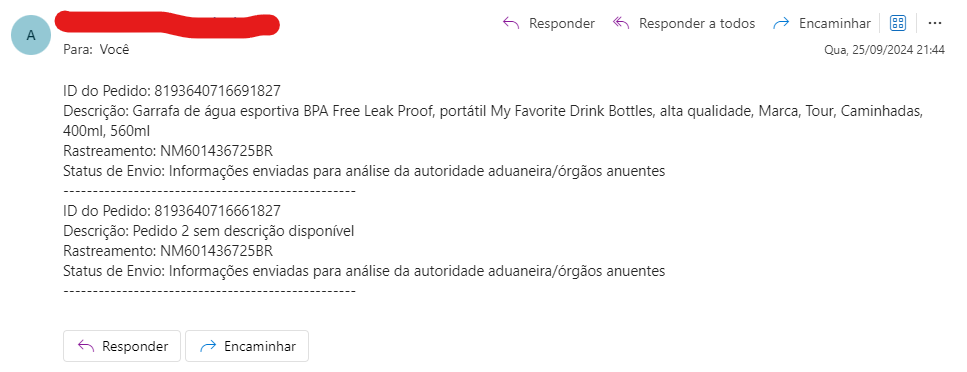 A
Responder
Responder a todos
Encaminhar
Para: Você
Qua, 25/09/2024 21:44
ID do Pedido: 8193640716691827
Descrição: Garrafa de água esportiva BPA Free Leak Proof, portátil My Favorite Drink Bottles, alta qualidade, Marca, Tour, Caminhadas,
400ml, 560ml
Rastreamento: NM601436725BR
Status de Envio: Informações enviadas para análise da autoridade aduaneira/órgãos anuentes
-------------------------------------------------
ID do Pedido: 8193640716661827
Descrição: Pedido 2 sem descrição disponível
Rastreamento: NM601436725BR
Status de Envio: Informações enviadas para análise da autoridade aduaneira/órgãos anuentes
-------------------------------------------------
Responder
Encaminhar